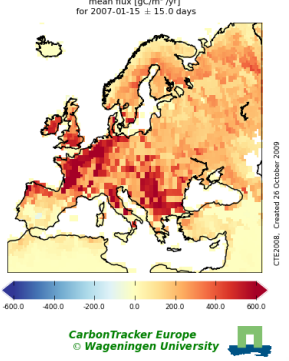 mean flux [gC/m²/yr]
for 2007-01-15 ± 15.0 days
CTE2008, Created 26 October 2009
-600.0 -400.0 -200.0 0.0 200.0 400.0 600.0
CarbonTracker Europe
© Wageningen University